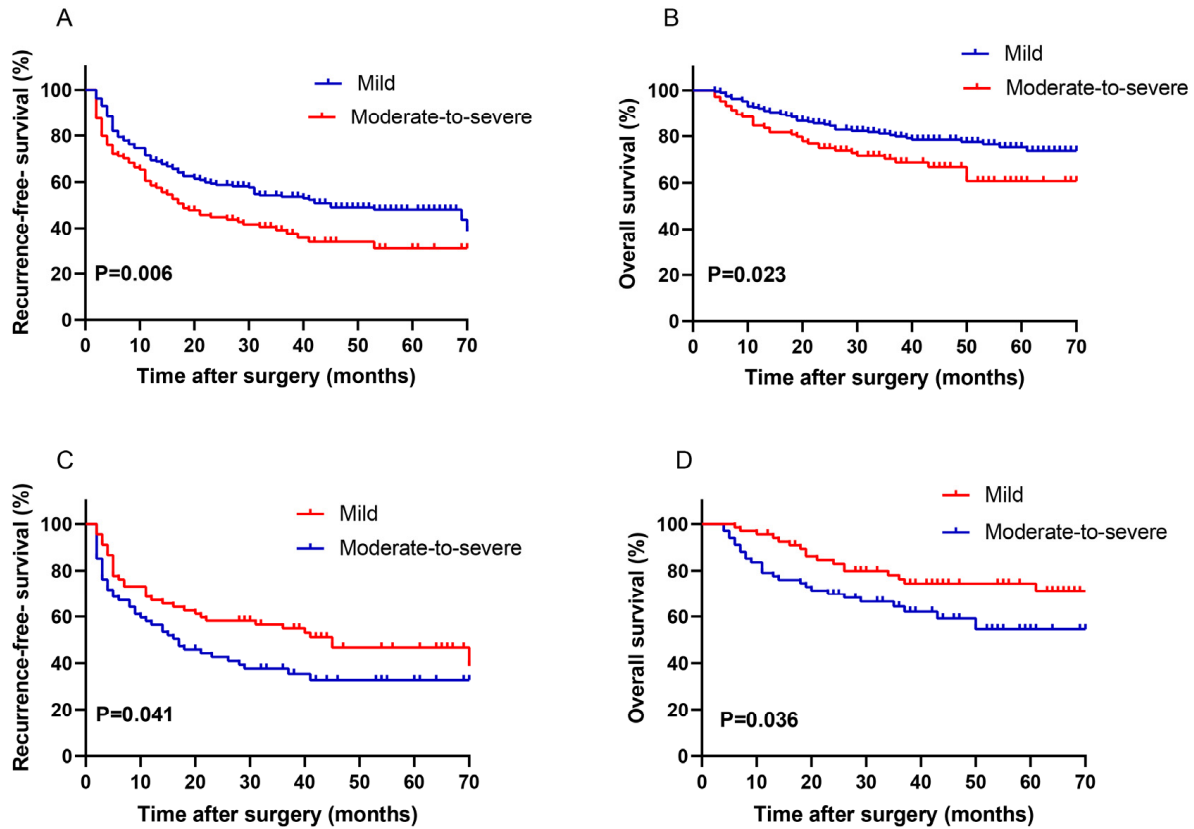 A
Recurrence-free- survival (%)
100
80
60
40
20
0
Mild
Moderate-to-severe
P=0.006
0 10 20 30 40 50 60 70
Time after surgery (months)
B
Overall survival (%)
100
80
60
40
20
0
Mild
Moderate-to-severe
P=0.023
0 10 20 30 40 50 60 70
Time after surgery (months)
C
Recurrence-free- survival (%)
100
80
60
40
20
0
Mild
Moderate-to-severe
P=0.041
0 10 20 30 40 50 60 70
Time after surgery (months)
D
Overall survival (%)
100
80
60
40
20
0
Mild
Moderate-to-severe
P=0.036
0 10 20 30 40 50 60 70
Time after surgery (months)